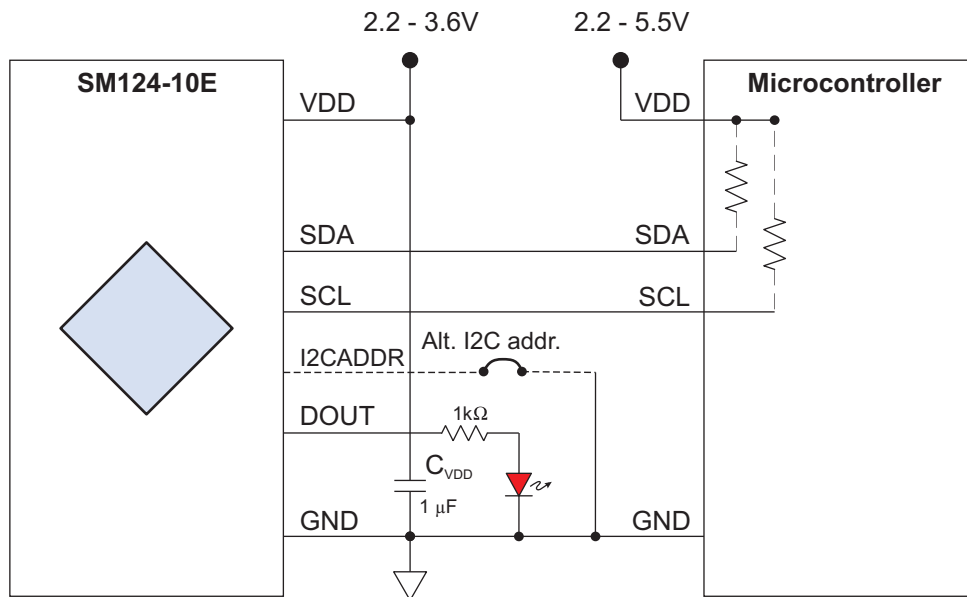 2.2 - 3.6V
2.2 - 5.5V
SM124-10E
Microcontroller
VDD
VDD
SDA
SDA
SCL
SCL
I2CADDR
Alt. I2C addr.
DOUT
1kΩ
CVDD
1 μF
GND
GND